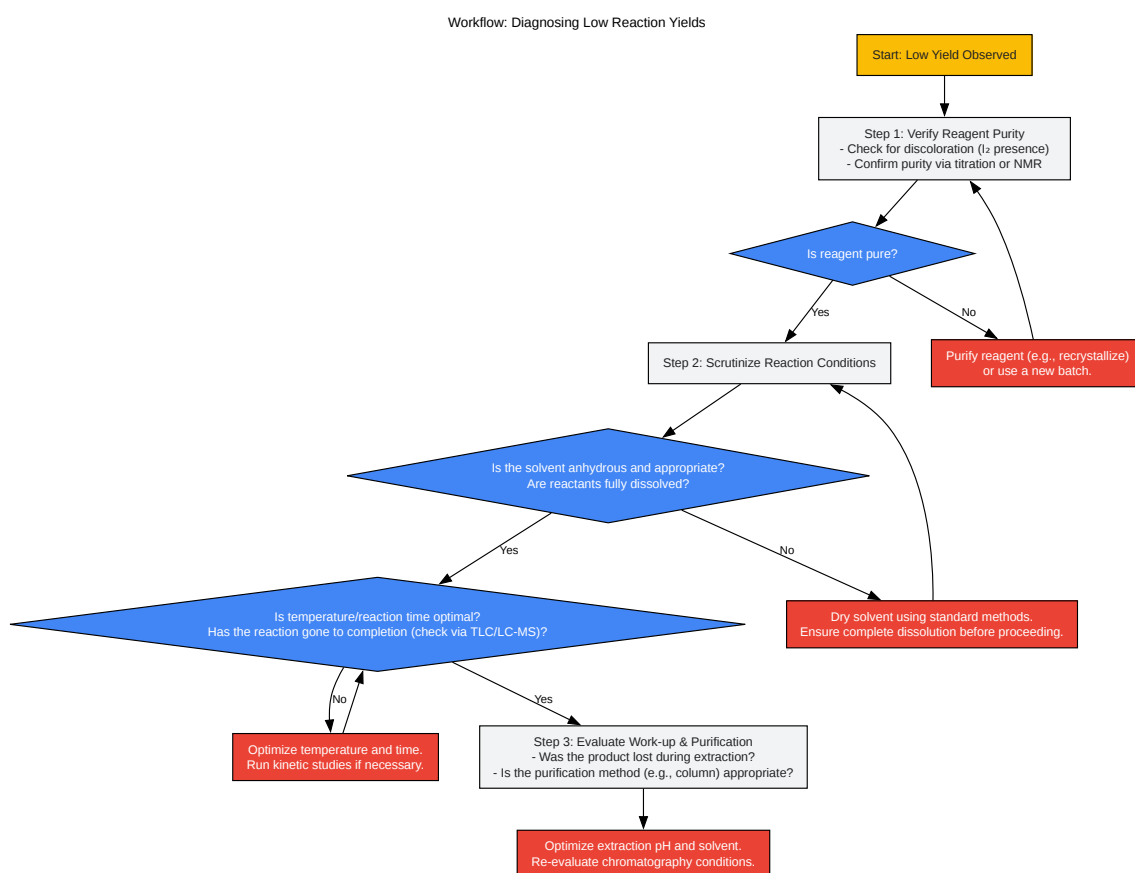 Workflow: Diagnosing Low Reaction Yields
Start: Low Yield Observed
Step 1: Verify Reagent Purity
- Check for discoloration (I₂ presence)
- Confirm purity via titration or NMR
Is reagent pure?
Yes
No
Step 2: Scrutinize Reaction Conditions
Purify reagent (e.g., recrystallize)
or use a new batch.
Is the solvent anhydrous and appropriate?
Are reactants fully dissolved?
Yes
No
Is temperature/reaction time optimal?
Has the reaction gone to completion (check via TLC/LC-MS)?
Dry solvent using standard methods.
Ensure complete dissolution before proceeding.
No
Yes
Optimize temperature and time.
Run kinetic studies if necessary.
Step 3: Evaluate Work-up & Purification
- Was the product lost during extraction?
- Is the purification method (e.g., column) appropriate?
Optimize extraction pH and solvent.
Re-evaluate chromatography conditions.